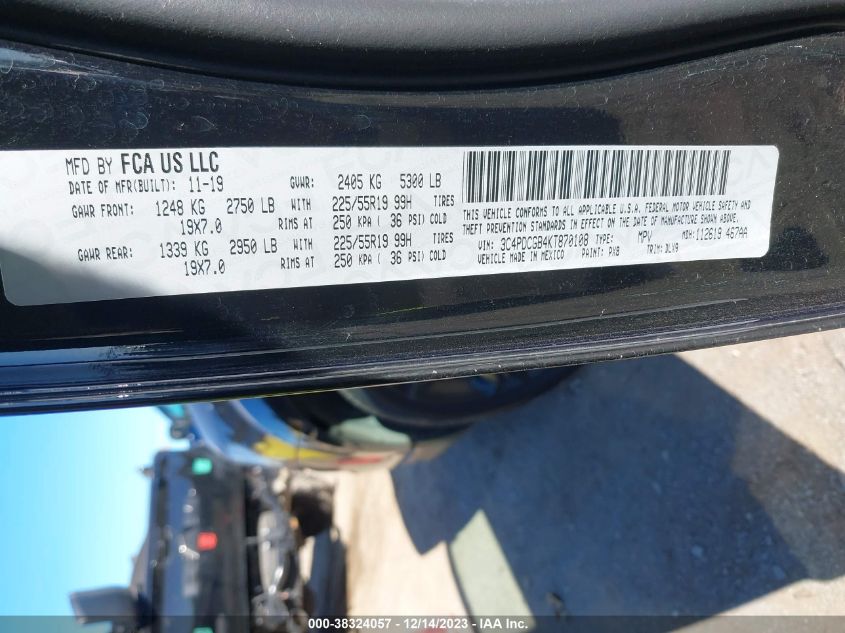 MFD BY FCA US LLC
DATE OF MFR(BUILT): 11-19 GVWR: 2405 KG 5300 LB
GAWR FRONT: 1248 KG 2750 LB WITH 225/55R19 99H TIRES
19X7.0 RIMS AT 250 KPA ( 36 PSI) COLD
GAWR REAR: 1339 KG 2950 LB WITH 225/55R19 99H TIRES
19X7.0 RIMS AT 250 KPA ( 36 PSI) COLD
THIS VEHICLE CONFORMS TO ALL APPLICABLE U.S.A. FEDERAL MOTOR VEHICLE SAFETY AND
THEFT PREVENTION STANDARDS IN EFFECT ON THE DATE OF MANUFACTURE SHOWN ABOVE.
VIN: 3C4PDCGB4KT870108 TYPE: MPV MDH: 112619 467AA
VEHICLE MADE IN MEXICO PAINT: PX8 TRIM: DLX9
000-38324057 - 12/14/2023 - IAA Inc.